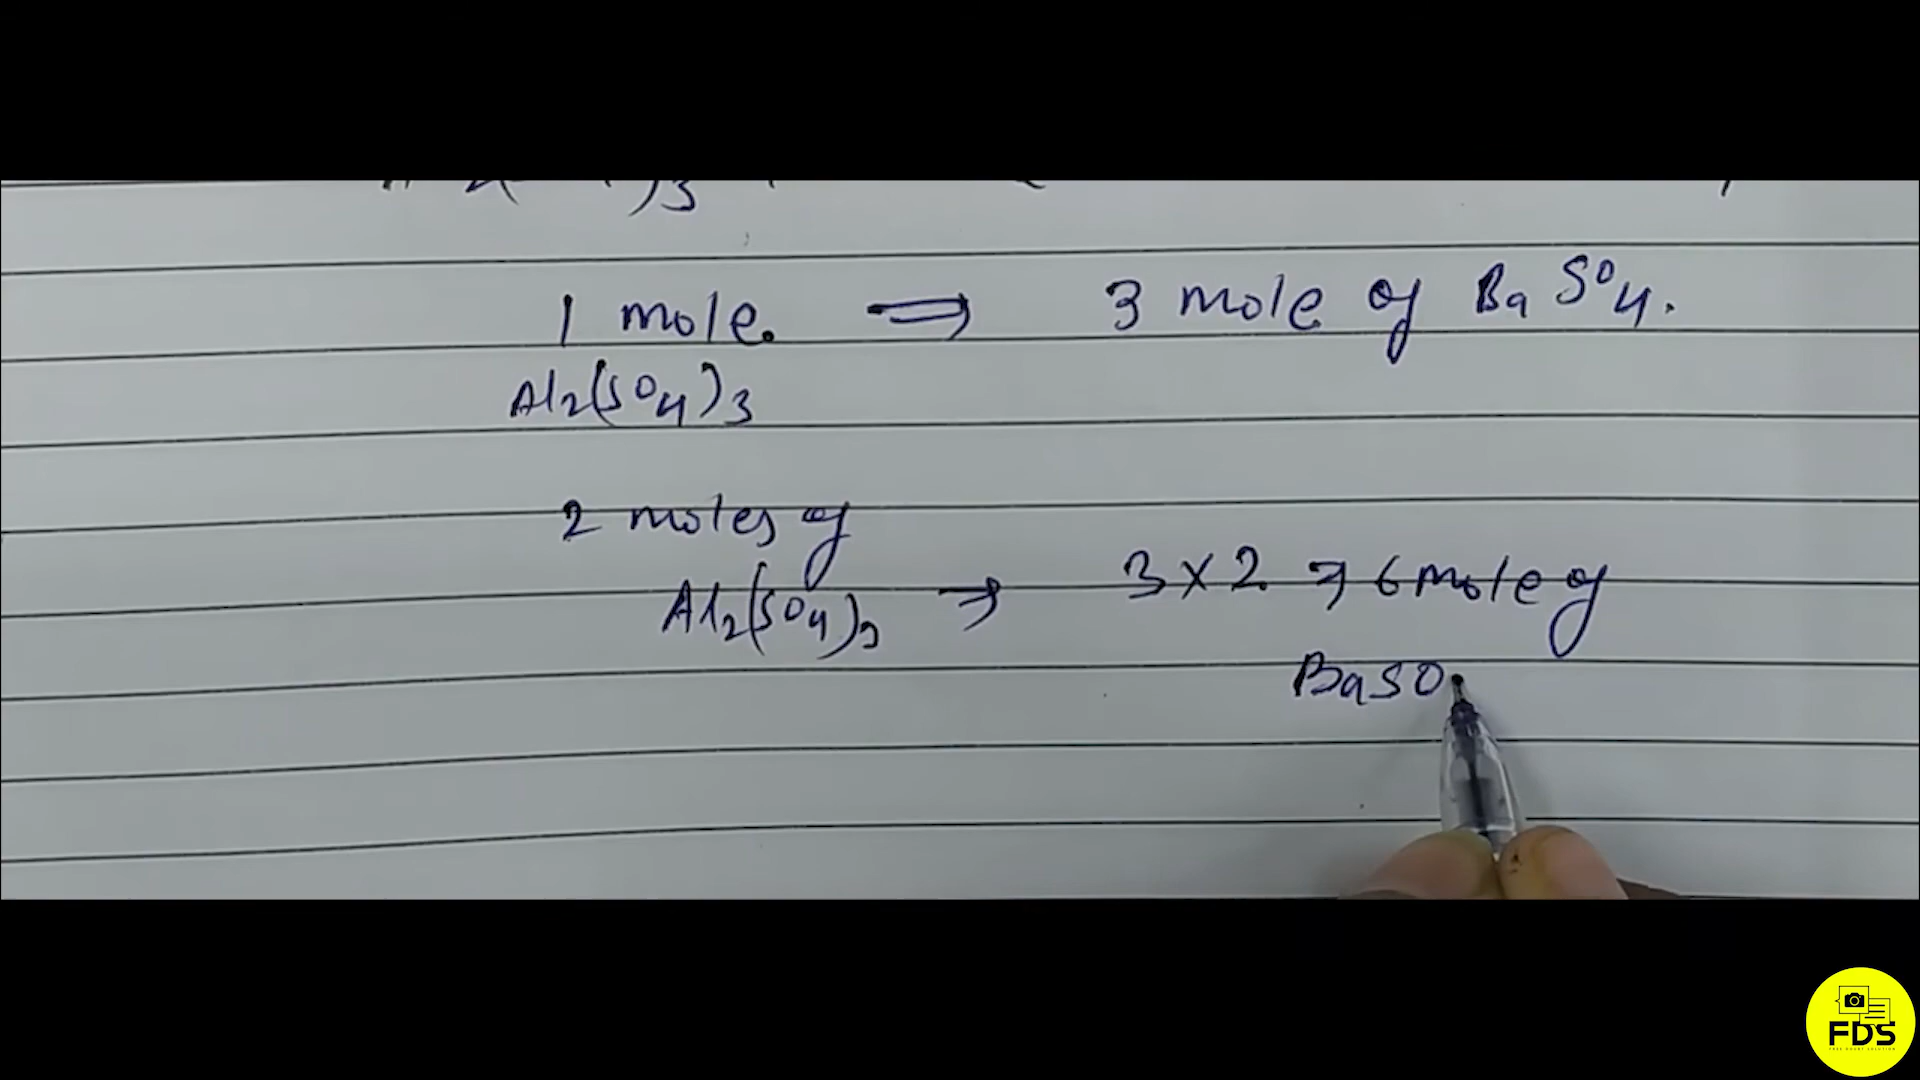 1 mole. ⇒ 3 mole of BaSO4.
Al2(SO4)3
2 moles of
Al2(SO4)3 → 3 × 2 ⇒ 6 mole of
BaSO
FDS